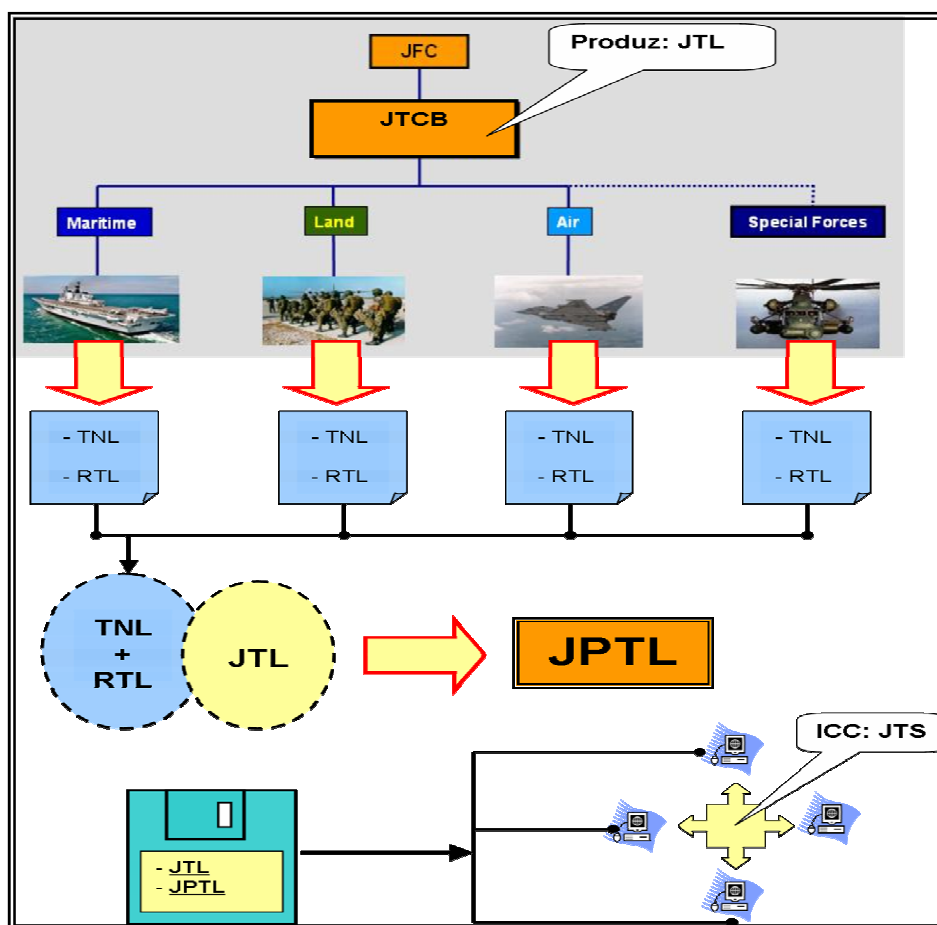 JFC
Produz: JTL
JTCB
Maritime
Land
Air
Special Forces
- TNL
- RTL
- TNL
- RTL
- TNL
- RTL
- TNL
- RTL
TNL
+
RTL
JTL
JPTL
ICC: JTS
- JTL
- JPTL